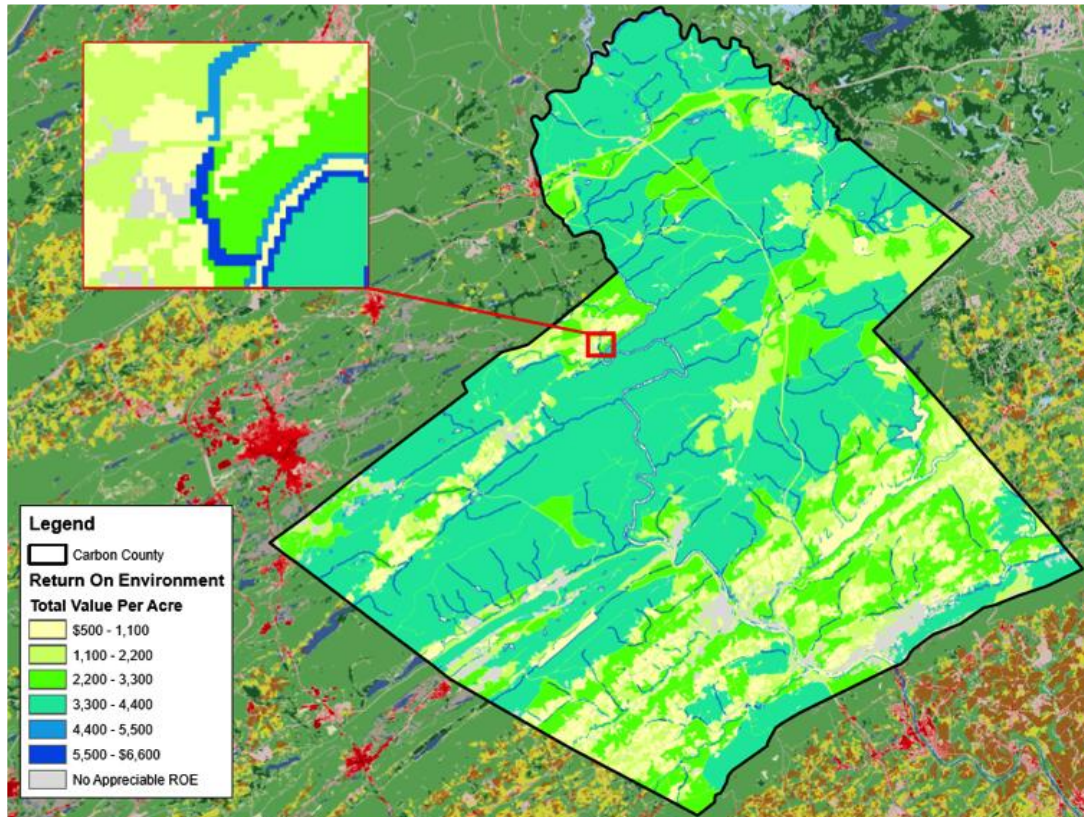 Legend
Carbon County
Return On Environment
Total Value Per Acre
$500 - 1,100
1,100 - 2,200
2,200 - 3,300
3,300 - 4,400
4,400 - 5,500
5,500 - $6,600
No Appreciable ROE